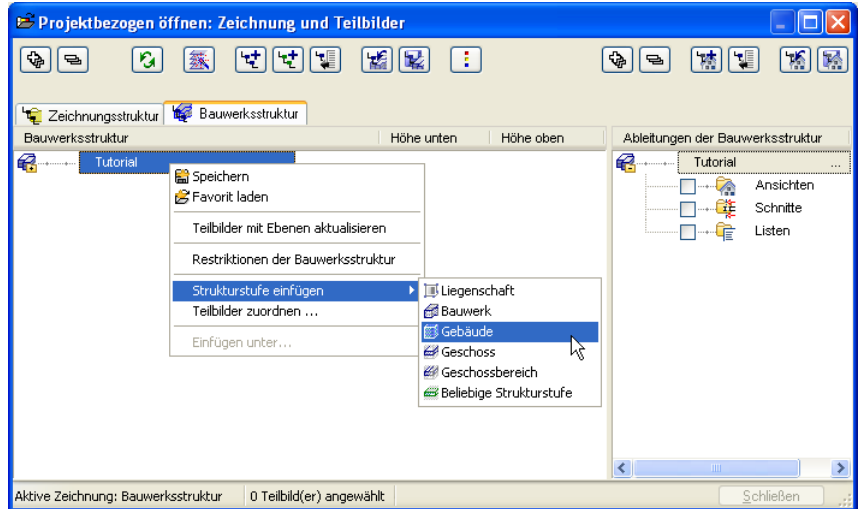 Projektbezogen öffnen: Zeichnung und Teilbilder
Zeichnungsstruktur
Bauwerksstruktur
Bauwerksstruktur
Höhe unten
Höhe oben
Tutorial
Speichern
Favorit laden
Teilbilder mit Ebenen aktualisieren
Restriktionen der Bauwerksstruktur
Strukturstufe einfügen
Teilbilder zuordnen ...
Einfügen unter...
Liegenschaft
Bauwerk
Gebäude
Geschoss
Geschossbereich
Beliebige Strukturstufe
Ableitungen der Bauwerksstruktur
Tutorial ...
Ansichten
Schnitte
Listen
Aktive Zeichnung: Bauwerksstruktur
0 Teilbild(er) angewählt
Schließen